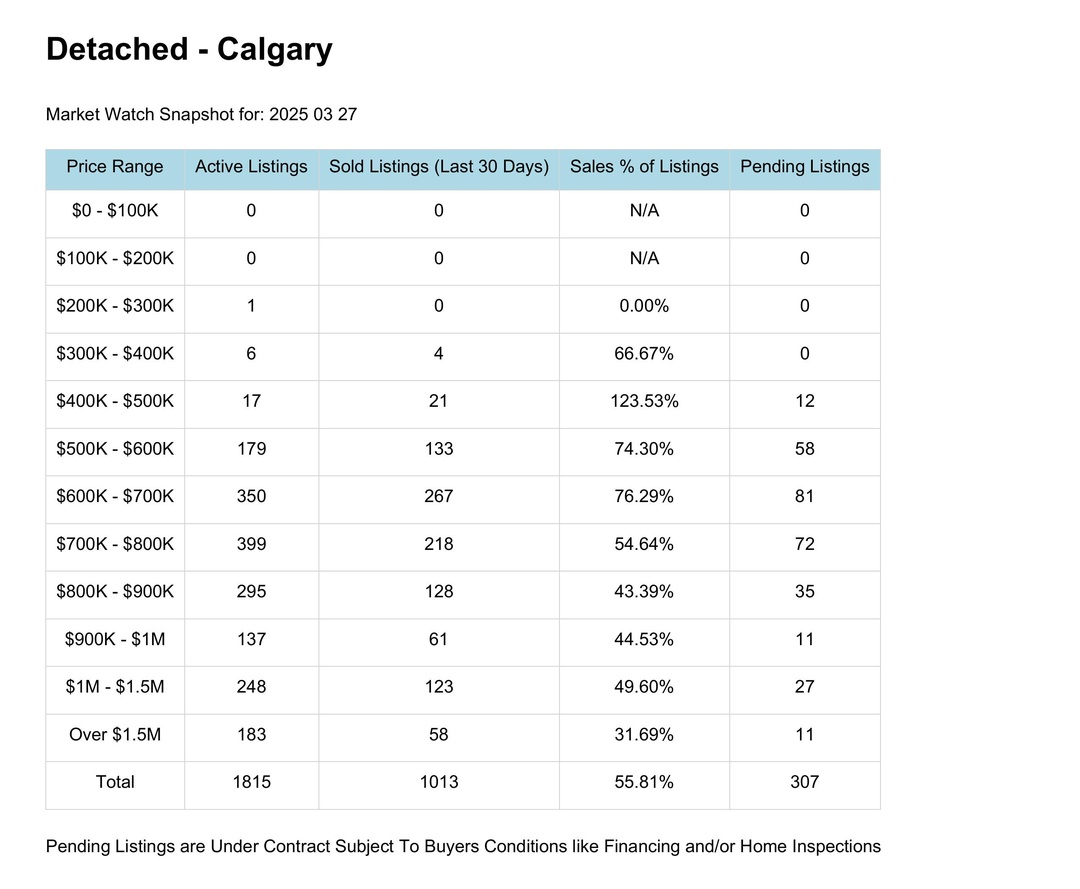 Detached - Calgary
Market Watch Snapshot for: 2025 03 27
Price Range Active Listings Sold Listings (Last 30 Days) Sales % of Listings Pending Listings
$0 - $100K 0 0 N/A 0
$100K - $200K 0 0 N/A 0
$200K - $300K 1 0 0.00% 0
$300K - $400K 6 4 66.67% 0
$400K - $500K 17 21 123.53% 12
$500K - $600K 179 133 74.30% 58
$600K - $700K 350 267 76.29% 81
$700K - $800K 399 218 54.64% 72
$800K - $900K 295 128 43.39% 35
$900K - $1M 137 61 44.53% 11
$1M - $1.5M 248 123 49.60% 27
Over $1.5M 183 58 31.69% 11
Total 1815 1013 55.81% 307
Pending Listings are Under Contract Subject To Buyers Conditions like Financing and/or Home Inspections